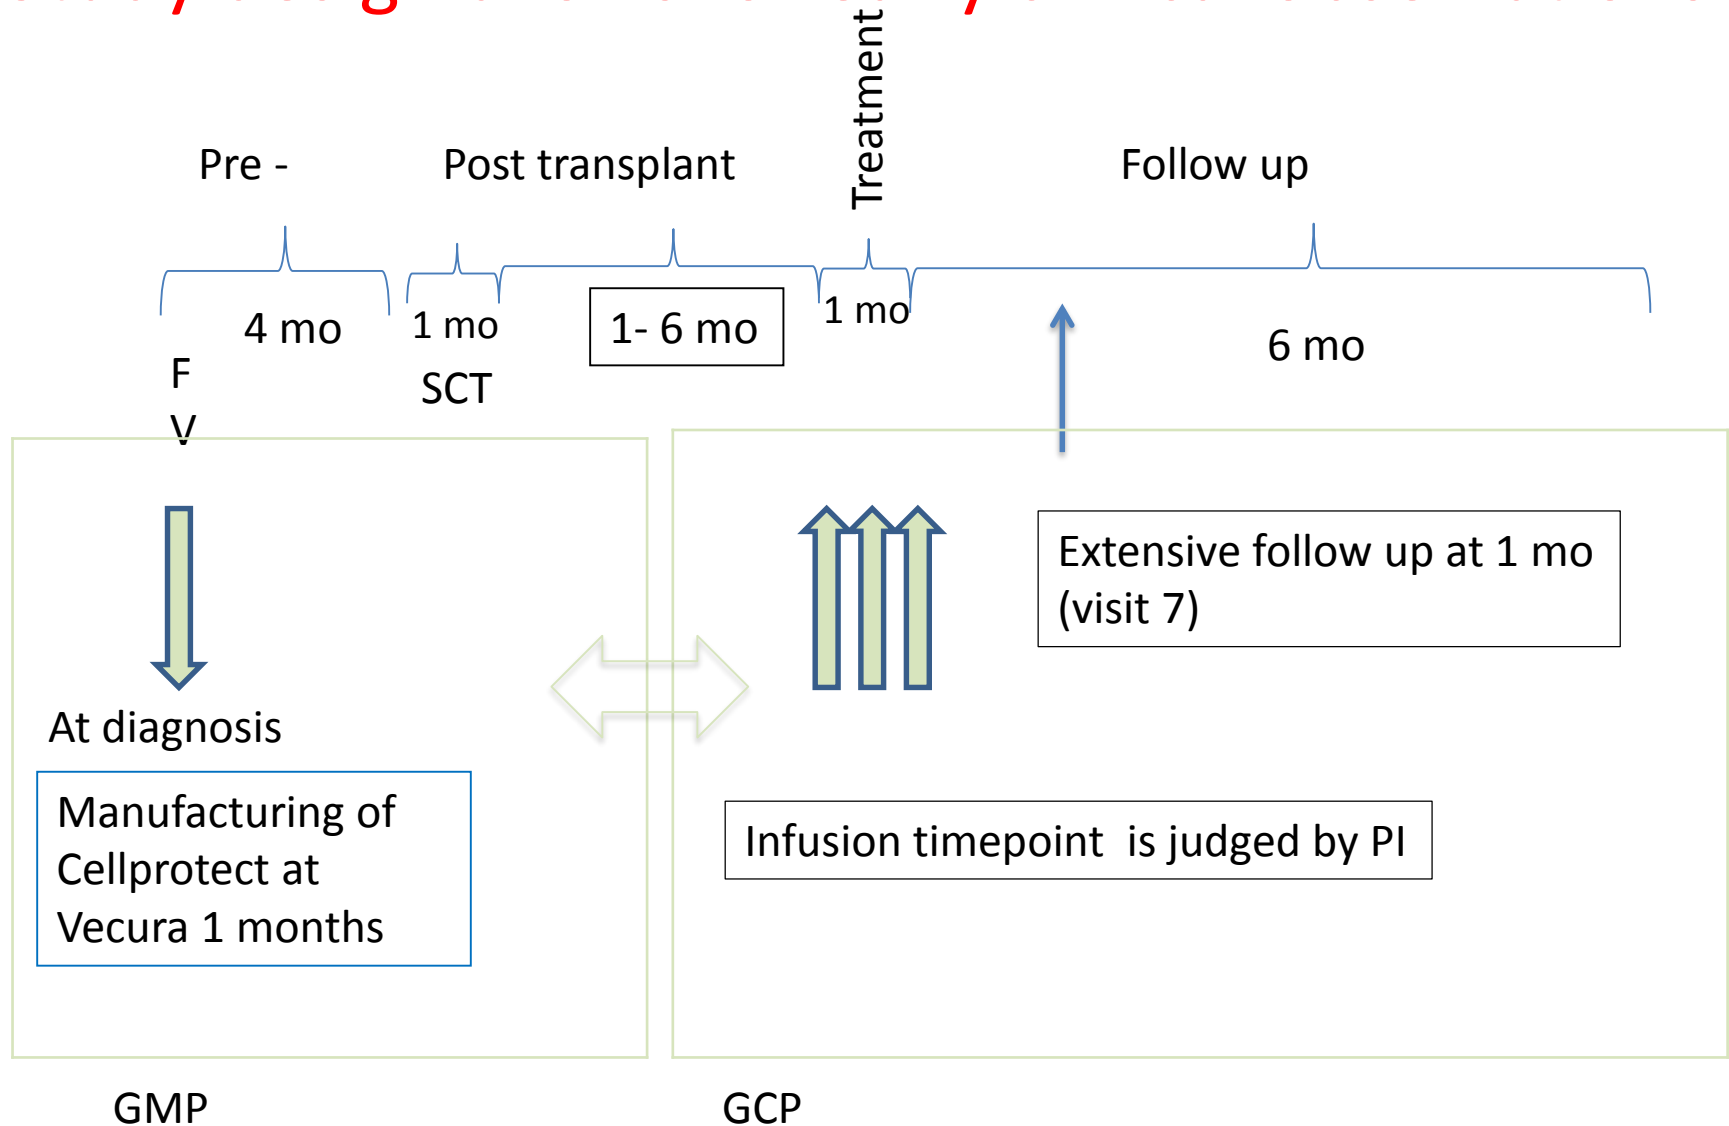 Treatment
Pre -
Post transplant
Follow up
4 mo
1 mo
1- 6 mo
1 mo
6 mo
F
V
SCT
Extensive follow up at 1 mo
(visit 7)
At diagnosis
Manufacturing of
Cellprotect at
Vecura 1 months
Infusion timepoint  is judged by PI
GMP
GCP